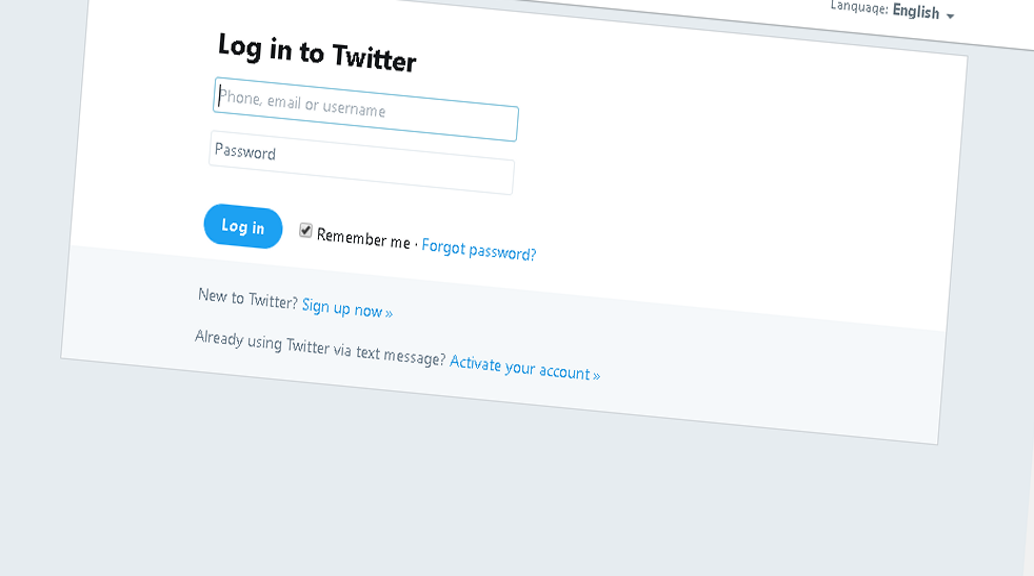 Language: English
Log in to Twitter
Phone, email or username
Password
Log in
Remember me · Forgot password?
New to Twitter? Sign up now »
Already using Twitter via text message? Activate your account »